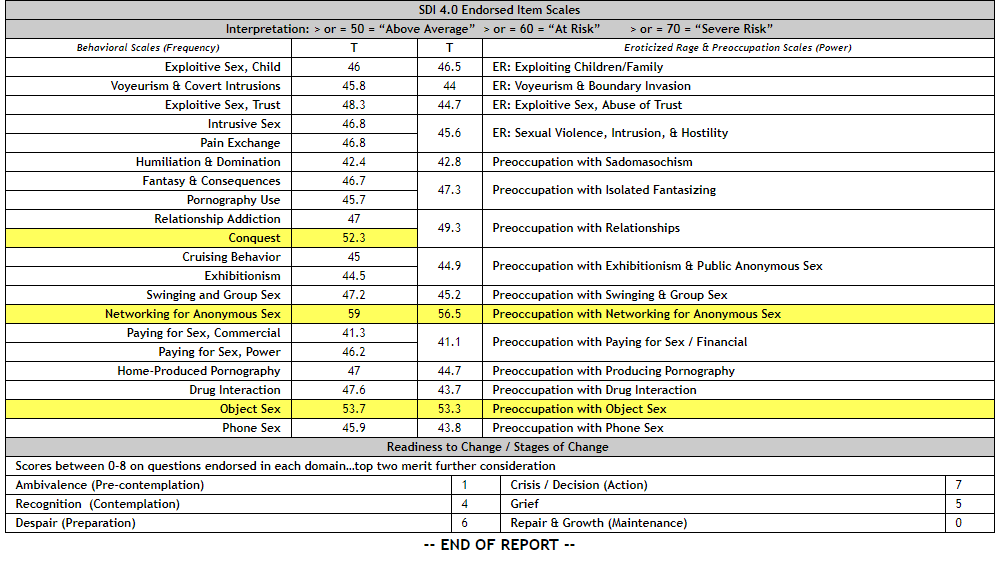 SDI 4.0 Endorsed Item Scales
Interpretation: > or = 50 = “Above Average” > or = 60 = “At Risk” > or = 70 = “Severe Risk”
Behavioral Scales (Frequency) T T Eroticized Rage & Preoccupation Scales (Power)
Exploitive Sex, Child 46 46.5 ER: Exploiting Children/Family
Voyeurism & Covert Intrusions 45.8 44 ER: Voyeurism & Boundary Invasion
Exploitive Sex, Trust 48.3 44.7 ER: Exploitive Sex, Abuse of Trust
Intrusive Sex 46.8
45.6 ER: Sexual Violence, Intrusion, & Hostility
Pain Exchange 46.8
Humiliation & Domination 42.4 42.8 Preoccupation with Sadomasochism
Fantasy & Consequences 46.7
47.3 Preoccupation with Isolated Fantasizing
Pornography Use 45.7
Relationship Addiction 47
49.3 Preoccupation with Relationships
Conquest 52.3
Cruising Behavior 45
44.9 Preoccupation with Exhibitionism & Public Anonymous Sex
Exhibitionism 44.5
Swinging and Group Sex 47.2 45.2 Preoccupation with Swinging & Group Sex
Networking for Anonymous Sex 59 56.5 Preoccupation with Networking for Anonymous Sex
Paying for Sex, Commercial 41.3
41.1 Preoccupation with Paying for Sex / Financial
Paying for Sex, Power 46.2
Home-Produced Pornography 47 44.7 Preoccupation with Producing Pornography
Drug Interaction 47.6 43.7 Preoccupation with Drug Interaction
Object Sex 53.7 53.3 Preoccupation with Object Sex
Phone Sex 45.9 43.8 Preoccupation with Phone Sex
Readiness to Change / Stages of Change
Scores between 0-8 on questions endorsed in each domain…top two merit further consideration
Ambivalence (Pre-contemplation) 1 Crisis / Decision (Action) 7
Recognition (Contemplation) 4 Grief 5
Despair (Preparation) 6 Repair & Growth (Maintenance) 0
-- END OF REPORT --